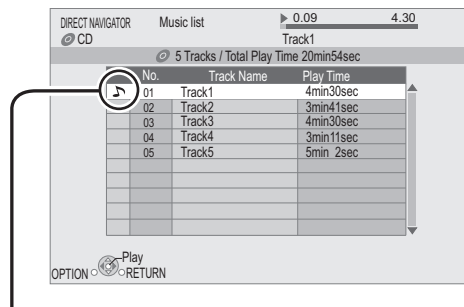 DIRECT NAVIGATOR Music list 0.09 4.30
CD Track1
5 Tracks / Total Play Time 20min54sec
No. Track Name Play Time
01 Track1 4min30sec
02 Track2 3min41sec
03 Track3 4min30sec
04 Track4 3min11sec
05 Track5 5min 2sec
Play
OPTION RETURN